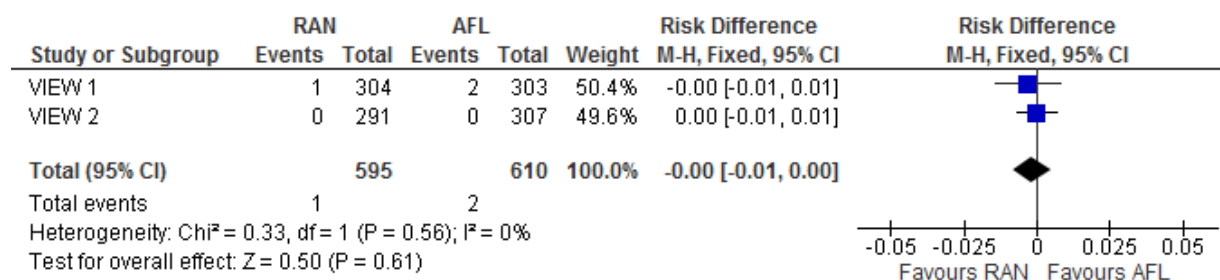 RAN AFL Risk Difference Risk Difference
Study or Subgroup Events Total Events Total Weight M-H, Fixed, 95% CI M-H, Fixed, 95% CI
VIEW 1 1 304 2 303 50.4% -0.00 [-0.01, 0.01]
VIEW 2 0 291 0 307 49.6% 0.00 [-0.01, 0.01]
Total (95% CI) 595 610 100.0% -0.00 [-0.01, 0.00]
Total events 1 2
Heterogeneity: Chi² = 0.33, df = 1 (P = 0.56); I² = 0%
Test for overall effect: Z = 0.50 (P = 0.61)
-0.05 -0.025 0 0.025 0.05
Favours RAN Favours AFL